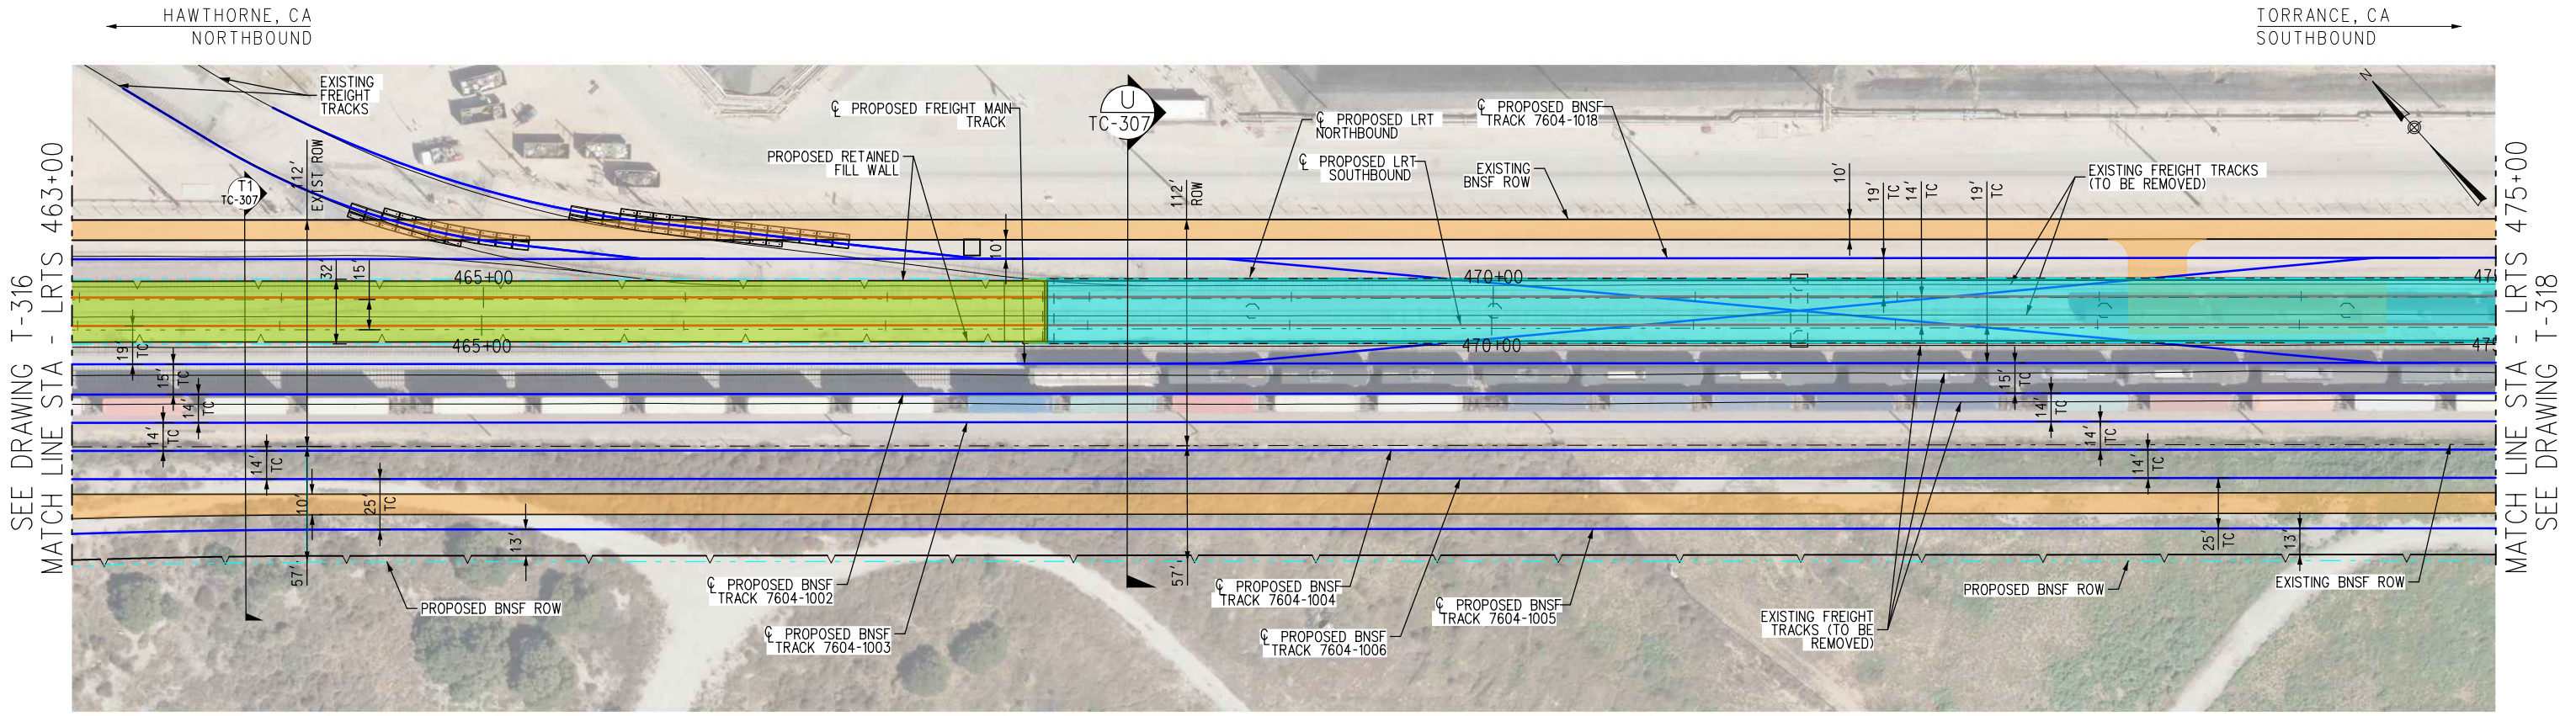 HAWTHORNE, CA
NORTHBOUND
TORRANCE, CA
SOUTHBOUND
SEE DRAWING T-316
MATCH LINE STA - LRTS 463+00
EXISTING
FREIGHT
TRACKS
T1
TC-307
112'
EXIST ROW
℄ PROPOSED FREIGHT MAIN
TRACK
PROPOSED RETAINED
FILL WALL
U
TC-307
112'
ROW
℄ PROPOSED LRT
NORTHBOUND
℄ PROPOSED LRT
SOUTHBOUND
℄ PROPOSED BNSF
TRACK 7604-1018
EXISTING
BNSF ROW
10'
19'
TC
14'
TC
19'
TC
EXISTING FREIGHT TRACKS
(TO BE REMOVED)
N
10'
32'
15'
465+00
470+00
47
465+00
470+00
47
19'
TC
15'
TC
14'
TC
14'
TC
14'
TC
10'
25'
TC
13'
57'
57'
15'
TC
14'
TC
14'
TC
14'
TC
25'
TC
13'
PROPOSED BNSF ROW
℄ PROPOSED BNSF
TRACK 7604-1002
℄ PROPOSED BNSF
TRACK 7604-1003
℄ PROPOSED BNSF
TRACK 7604-1004
℄ PROPOSED BNSF
TRACK 7604-1006
℄ PROPOSED BNSF
TRACK 7604-1005
EXISTING FREIGHT
TRACKS (TO BE
REMOVED)
PROPOSED BNSF ROW
EXISTING BNSF ROW
MATCH LINE STA - LRTS 475+00
SEE DRAWING T-318